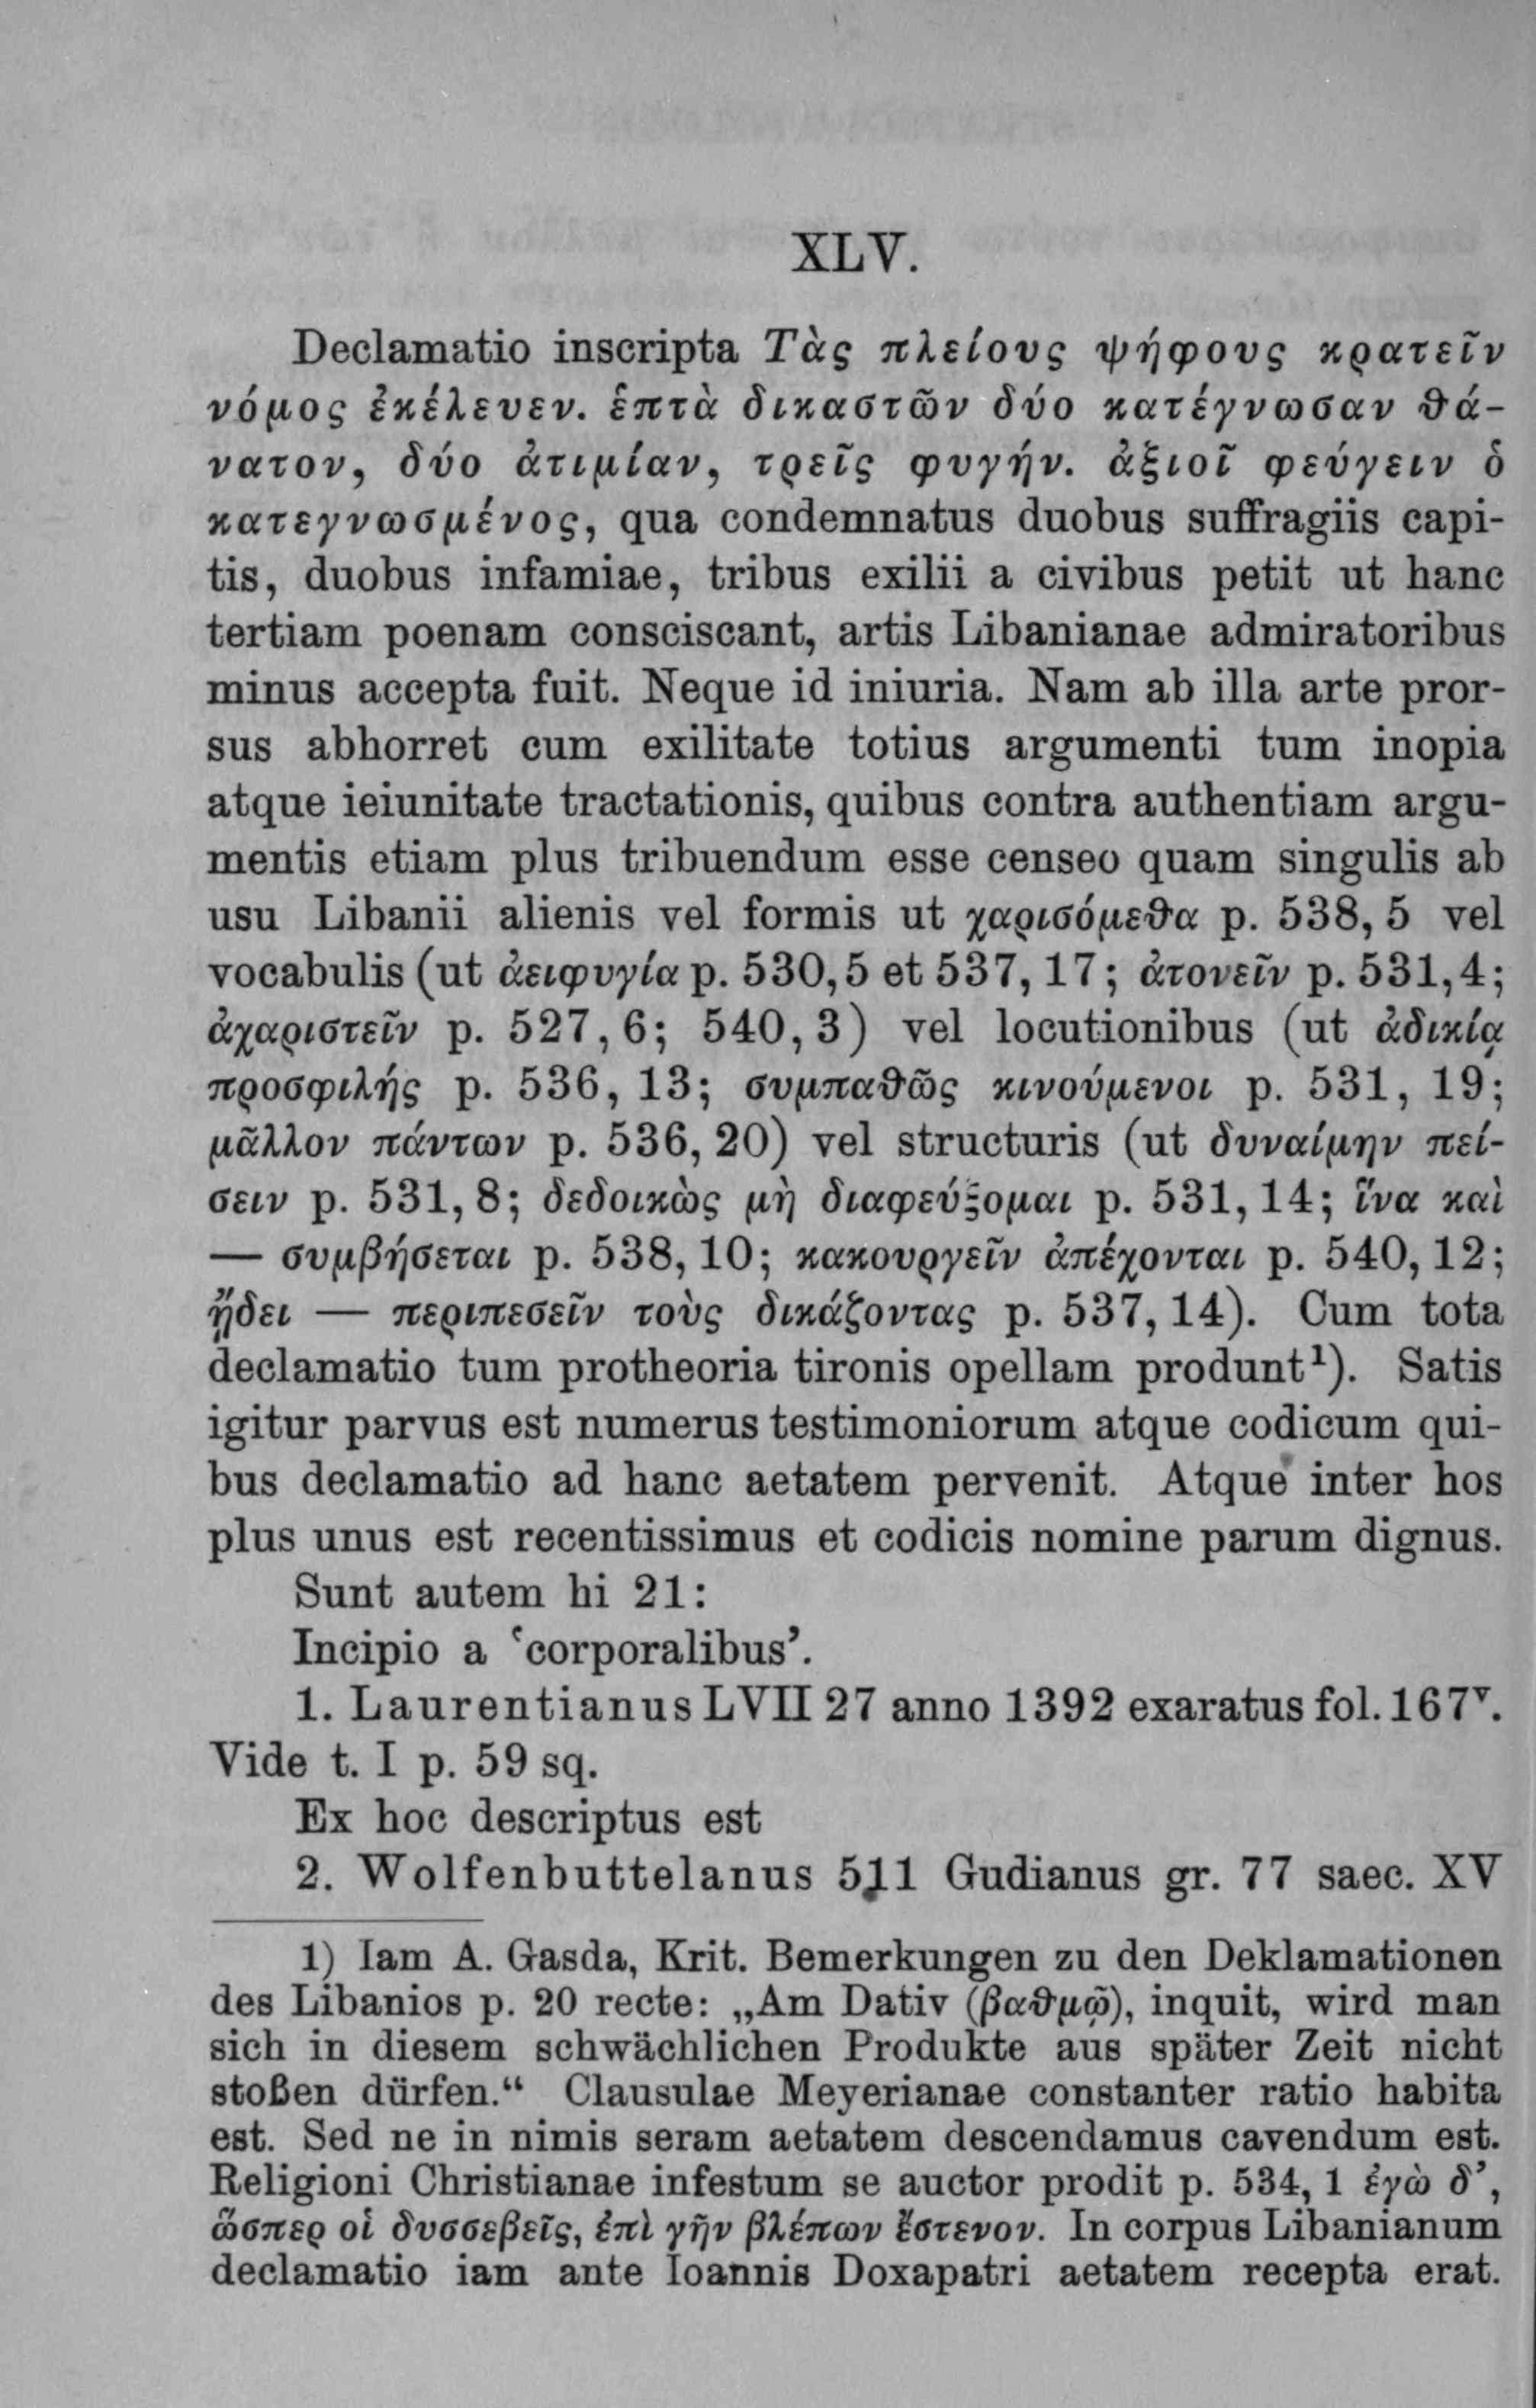 XLV.
Declamatio inscripta Τὰς πλείους ψήφους κρατεῖν
νόμος ἐκέλευεν. ἑπτὰ δικαστῶν δύο κατέγνωσαν θά-
νατον, δύο ἀτιμίαν, τρεῖς φυγήν. ἀξιοῖ φεύγειν ὁ
κατεγνωσμένος, qua condemnatus duobus suffragiis capi-
tis, duobus infamiae, tribus exilii a civibus petit ut hanc
tertiam poenam consciscant, artis Libanianae admiratoribus
minus accepta fuit. Neque id iniuria. Nam ab illa arte pror-
sus abhorret cum exilitate totius argumenti tum inopia
atque ieiunitate tractationis, quibus contra authentiam argu-
mentis etiam plus tribuendum esse censeo quam singulis ab
usu Libanii alienis vel formis ut χαρισόμεθα p. 538, 5 vel
vocabulis (ut ἀειφυγία p. 530,5 et 537, 17; ἀτονεῖν p. 531,4;
ἀχαριστεῖν p. 527, 6; 540, 3) vel locutionibus (ut ἀδικίᾳ
προσφιλής p. 536, 13; συμπαθῶς κινούμενοι p. 531, 19;
μᾶλλον πάντων p. 536, 20) vel structuris (ut δυναίμην πεί-
σειν p. 531, 8; δεδοικὼς μὴ διαφεύξομαι p. 531, 14; ἵνα καὶ
— συμβήσεται p. 538, 10; κακουργεῖν ἀπέχονται p. 540, 12;
ᾔδει — περιπεσεῖν τοὺς δικάζοντας p. 537, 14). Cum tota
declamatio tum protheoria tironis opellam produnt¹). Satis
igitur parvus est numerus testimoniorum atque codicum qui-
bus declamatio ad hanc aetatem pervenit. Atque inter hos
plus unus est recentissimus et codicis nomine parum dignus.
Sunt autem hi 21:
Incipio a ‘corporalibus’.
1. Laurentianus LVII 27 anno 1392 exaratus fol. 167ᵛ.
Vide t. I p. 59 sq.
Ex hoc descriptus est
2. Wolfenbuttelanus 511 Gudianus gr. 77 saec. XV
1) Iam A. Gasda, Krit. Bemerkungen zu den Deklamationen
des Libanios p. 20 recte: „Am Dativ (βαθμῷ), inquit, wird man
sich in diesem schwächlichen Produkte aus später Zeit nicht
stoßen dürfen.“ Clausulae Meyerianae constanter ratio habita
est. Sed ne in nimis seram aetatem descendamus cavendum est.
Religioni Christianae infestum se auctor prodit p. 534, 1 ἐγὼ δ’,
ὥσπερ οἱ δυσσεβεῖς, ἐπὶ γῆν βλέπων ἔστενον. In corpus Libanianum
declamatio iam ante Ioannis Doxapatri aetatem recepta erat.